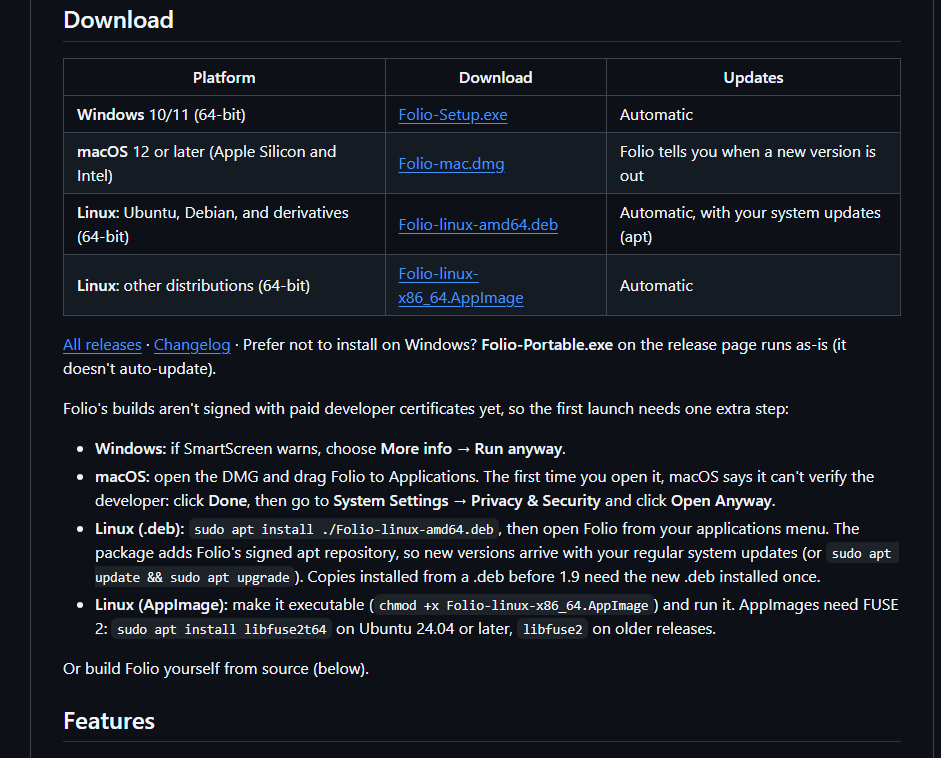 Download
Platform Download Updates
Windows 10/11 (64-bit) Folio-Setup.exe Automatic
macOS 12 or later (Apple Silicon and
Intel) Folio-mac.dmg Folio tells you when a new version is
out
Linux: Ubuntu, Debian, and derivatives
(64-bit) Folio-linux-amd64.deb Automatic, with your system updates
(apt)
Linux: other distributions (64-bit) Folio-linux-
x86_64.AppImage Automatic
All releases · Changelog · Prefer not to install on Windows? Folio-Portable.exe on the release page runs as-is (it
doesn't auto-update).
Folio's builds aren't signed with paid developer certificates yet, so the first launch needs one extra step:
• Windows: if SmartScreen warns, choose More info → Run anyway.
• macOS: open the DMG and drag Folio to Applications. The first time you open it, macOS says it can't verify the
developer: click Done, then go to System Settings → Privacy & Security and click Open Anyway.
• Linux (.deb): sudo apt install ./Folio-linux-amd64.deb, then open Folio from your applications menu. The
package adds Folio's signed apt repository, so new versions arrive with your regular system updates (or sudo apt
update && sudo apt upgrade). Copies installed from a .deb before 1.9 need the new .deb installed once.
• Linux (AppImage): make it executable (chmod +x Folio-linux-x86_64.AppImage) and run it. AppImages need FUSE
2: sudo apt install libfuse2t64 on Ubuntu 24.04 or later, libfuse2 on older releases.
Or build Folio yourself from source (below).
Features